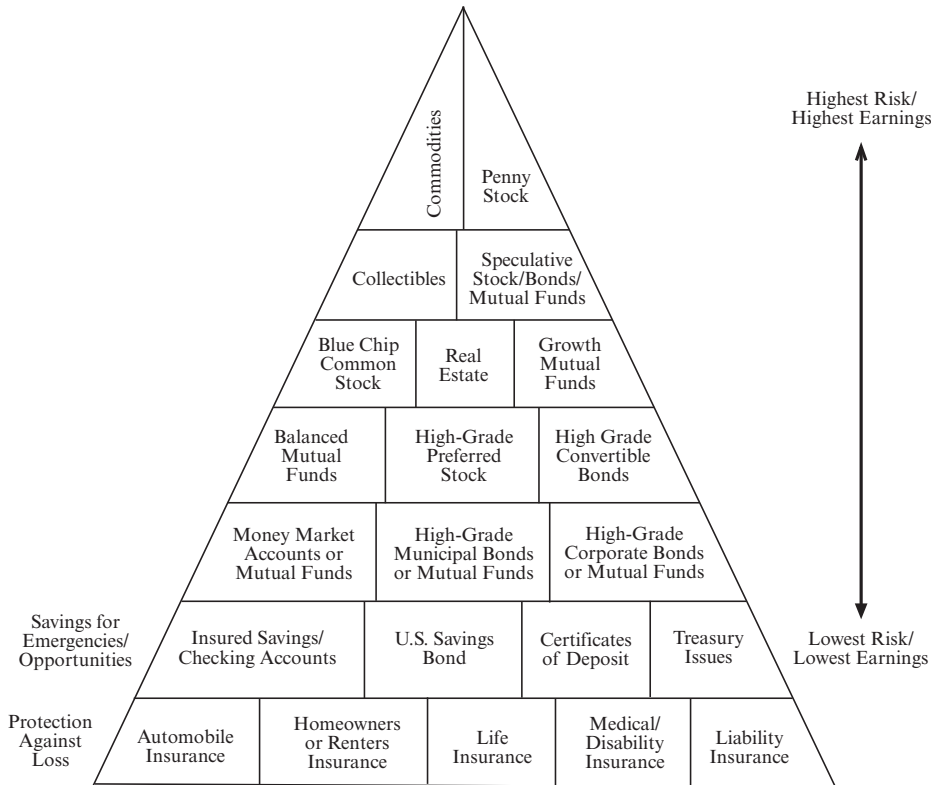 Highest Risk/
Highest Earnings
Commodities
Penny
Stock
Collectibles
Speculative
Stock/Bonds/
Mutual Funds
Blue Chip
Common
Stock
Real
Estate
Growth
Mutual
Funds
Balanced
Mutual
Funds
High-Grade
Preferred
Stock
High Grade
Convertible
Bonds
Money Market
Accounts or
Mutual Funds
High-Grade
Municipal Bonds
or Mutual Funds
High-Grade
Corporate Bonds
or Mutual Funds
Savings for
Emergencies/
Opportunities
Insured Savings/
Checking Accounts
U.S. Savings
Bond
Certificates
of Deposit
Treasury
Issues
Lowest Risk/
Lowest Earnings
Protection
Against
Loss
Automobile
Insurance
Homeowners
or Renters
Insurance
Life
Insurance
Medical/
Disability
Insurance
Liability
Insurance